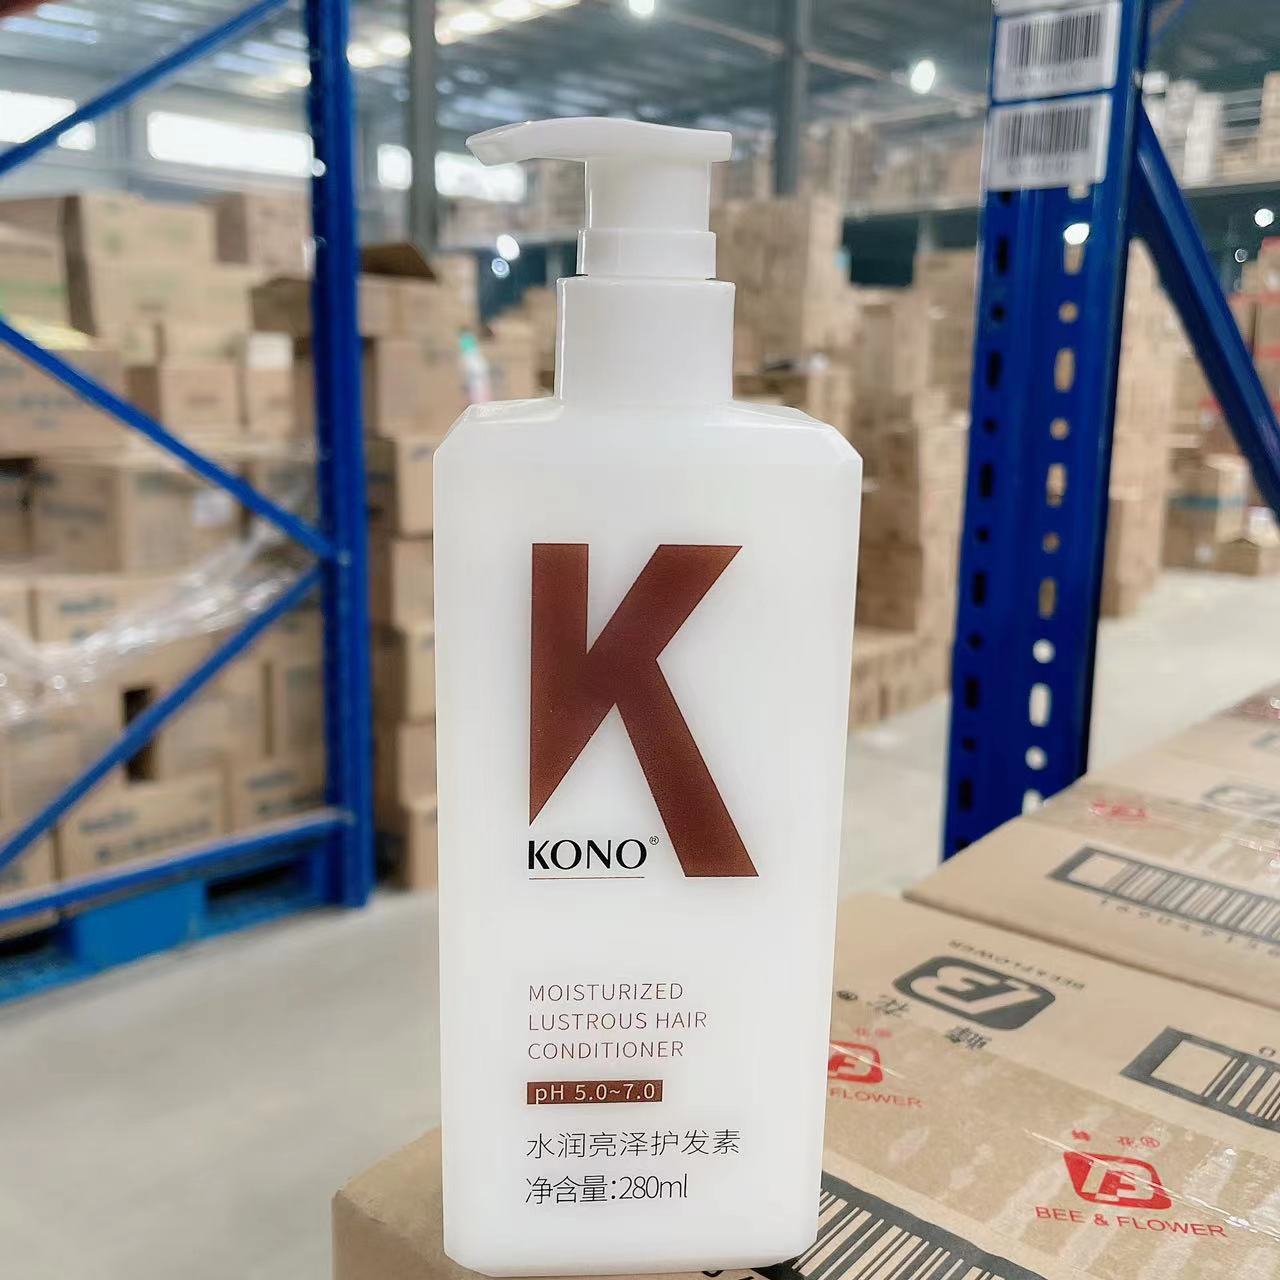 KONO®
MOISTURIZED
LUSTROUS HAIR
CONDITIONER
pH 5.0~7.0
水润亮泽护发素
净含量:280ml
BEE&FLOWER
FLOWER
BEE & FLOWER